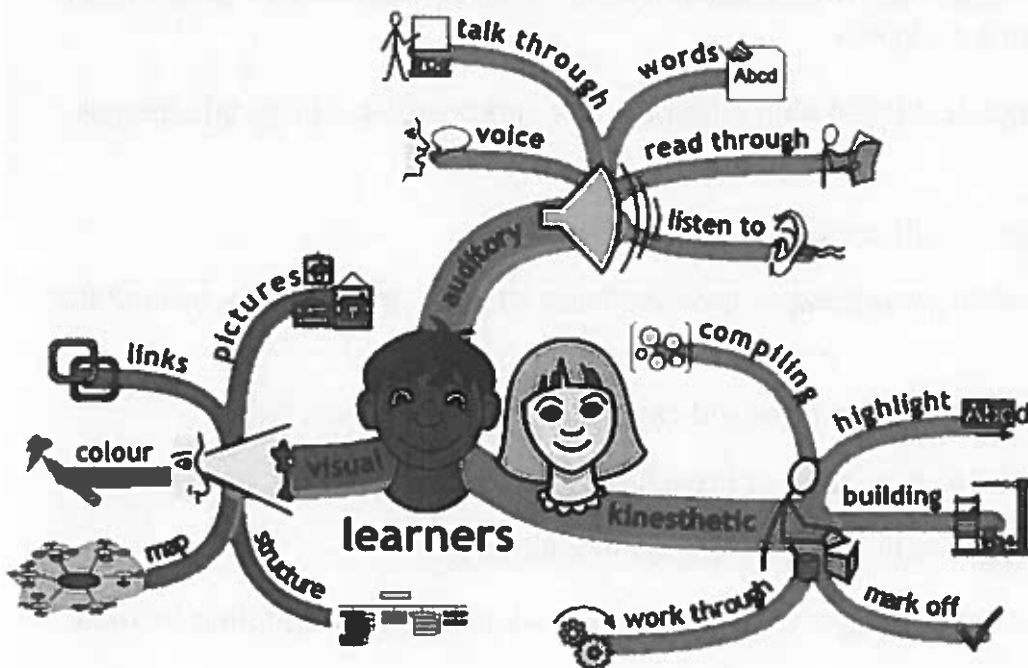 talk through
words
Abcd
voice
read through
listen to
auditory
pictures
links
colour
visual
map
structure
learners
kinesthetic
compiling
highlight
Abcd
building
work through
mark off